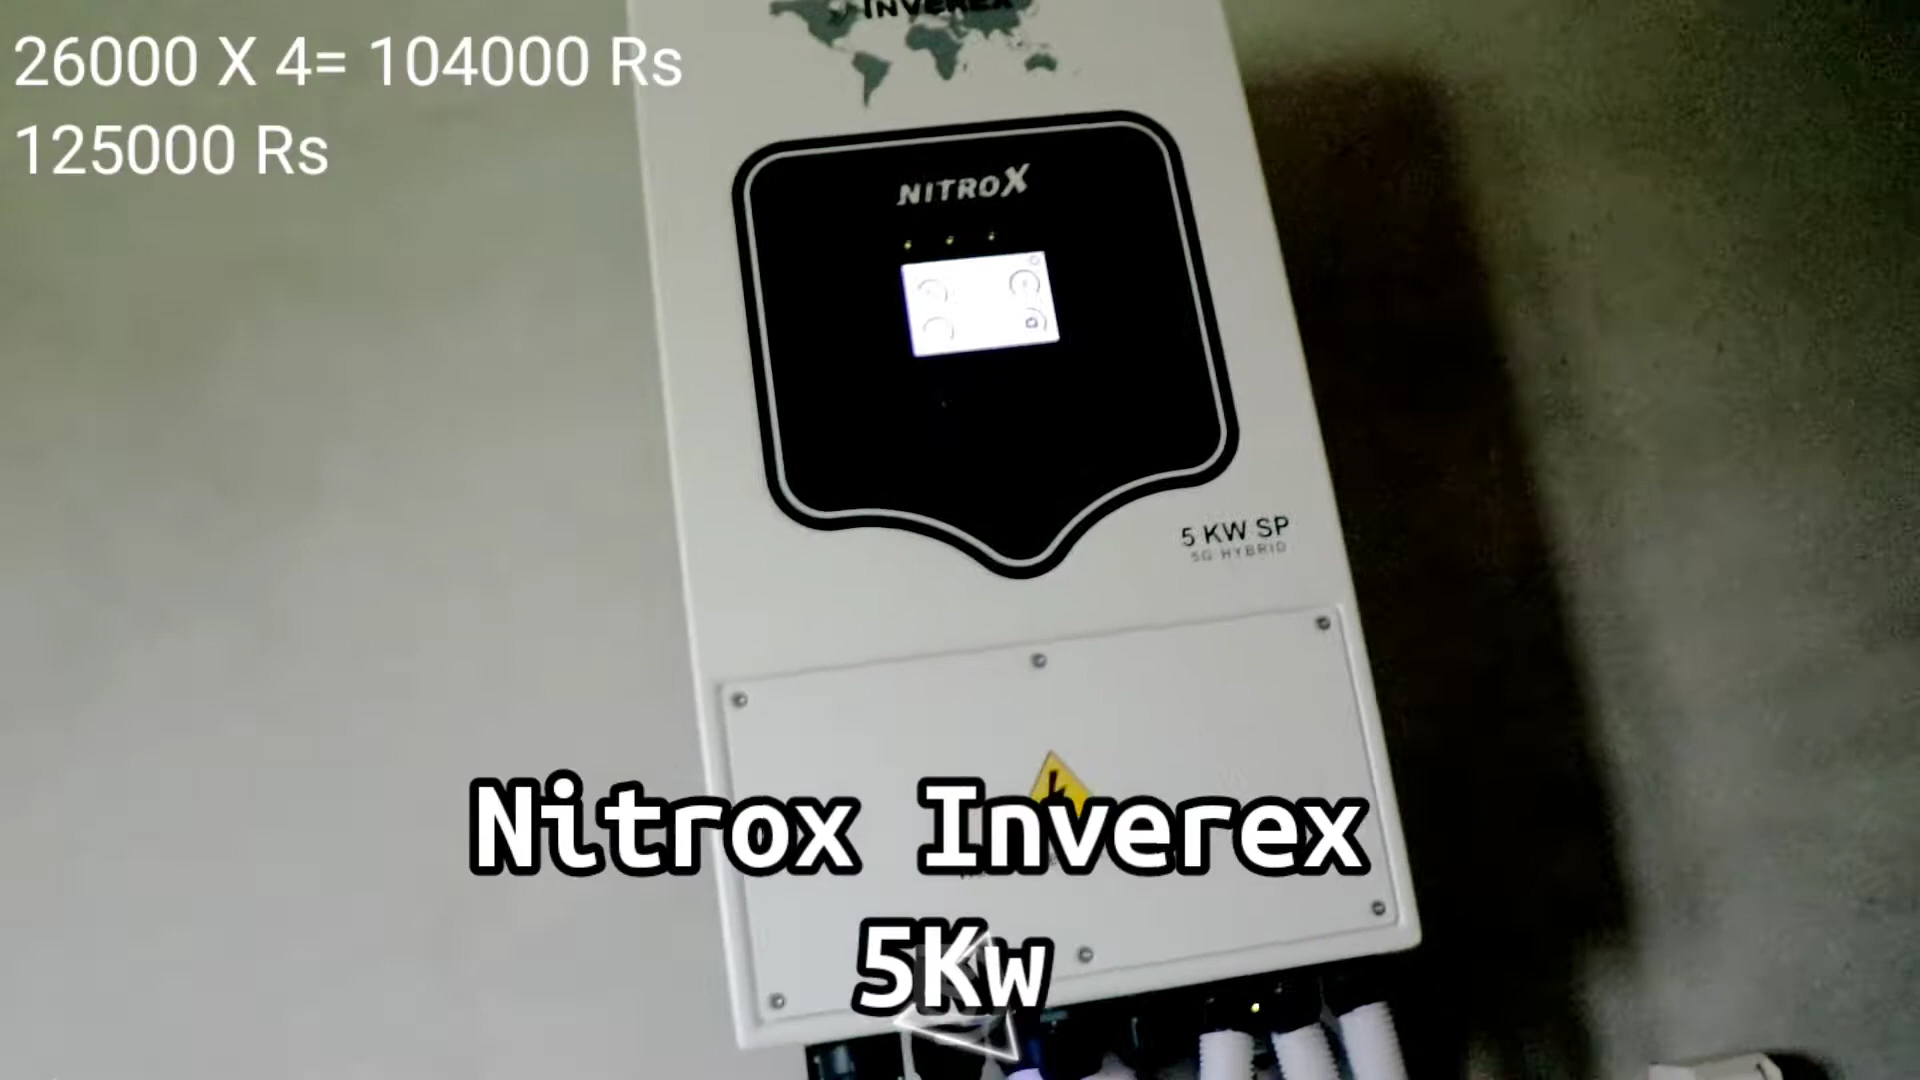 26000 X 4= 104000 Rs
125000 Rs
INVEREX
NITROX
5 KW SP
5G HYBRID
Nitrox Inverex
5Kw